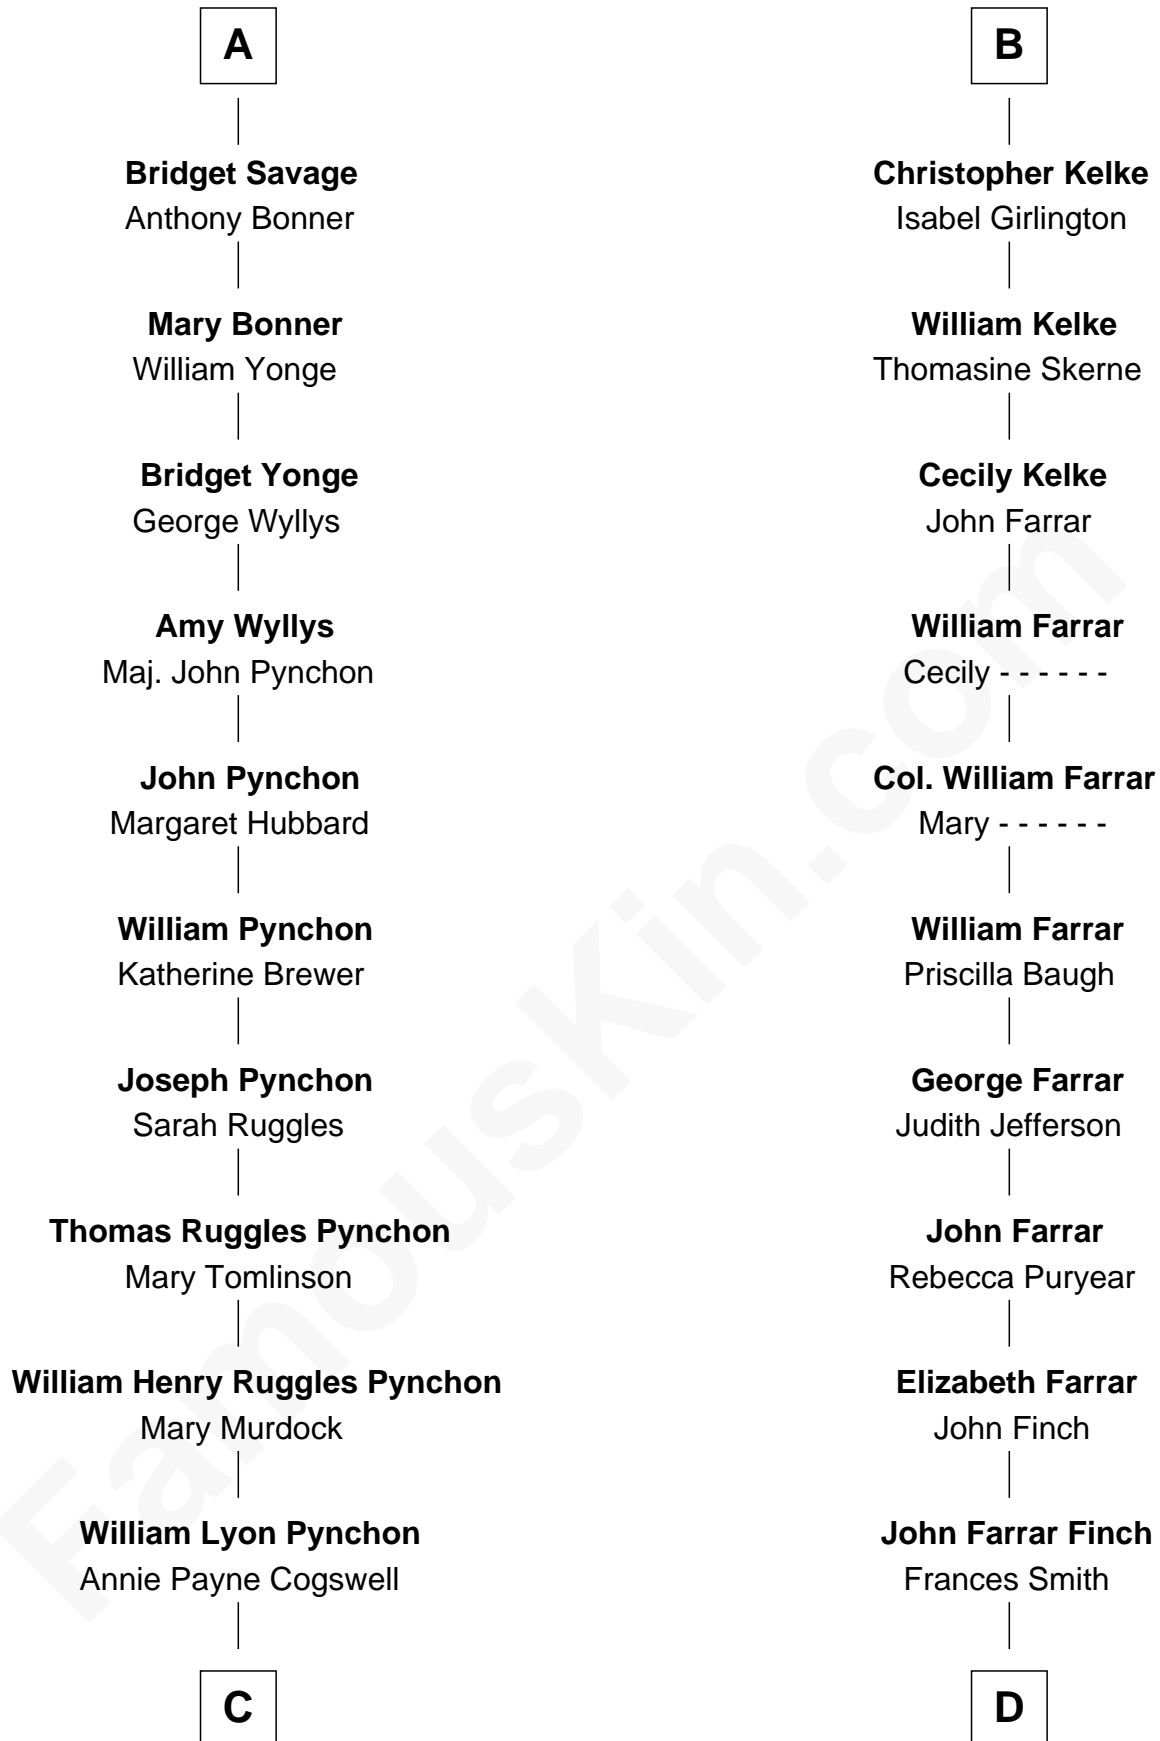 A
Bridget Savage
Anthony Bonner
Mary Bonner
William Yonge
Bridget Yonge
George Wyllys
Amy Wyllys
Maj. John Pynchon
John Pynchon
Margaret Hubbard
William Pynchon
Katherine Brewer
Joseph Pynchon
Sarah Ruggles
Thomas Ruggles Pynchon
Mary Tomlinson
William Henry Ruggles Pynchon
Mary Murdock
William Lyon Pynchon
Annie Payne Cogswell
C
B
Christopher Kelke
Isabel Girlington
William Kelke
Thomasine Skerne
Cecily Kelke
John Farrar
William Farrar
Cecily - - - - - -
Col. William Farrar
Mary - - - - - -
William Farrar
Priscilla Baugh
George Farrar
Judith Jefferson
John Farrar
Rebecca Puryear
Elizabeth Farrar
John Finch
John Farrar Finch
Frances Smith
D
FamousKin.com